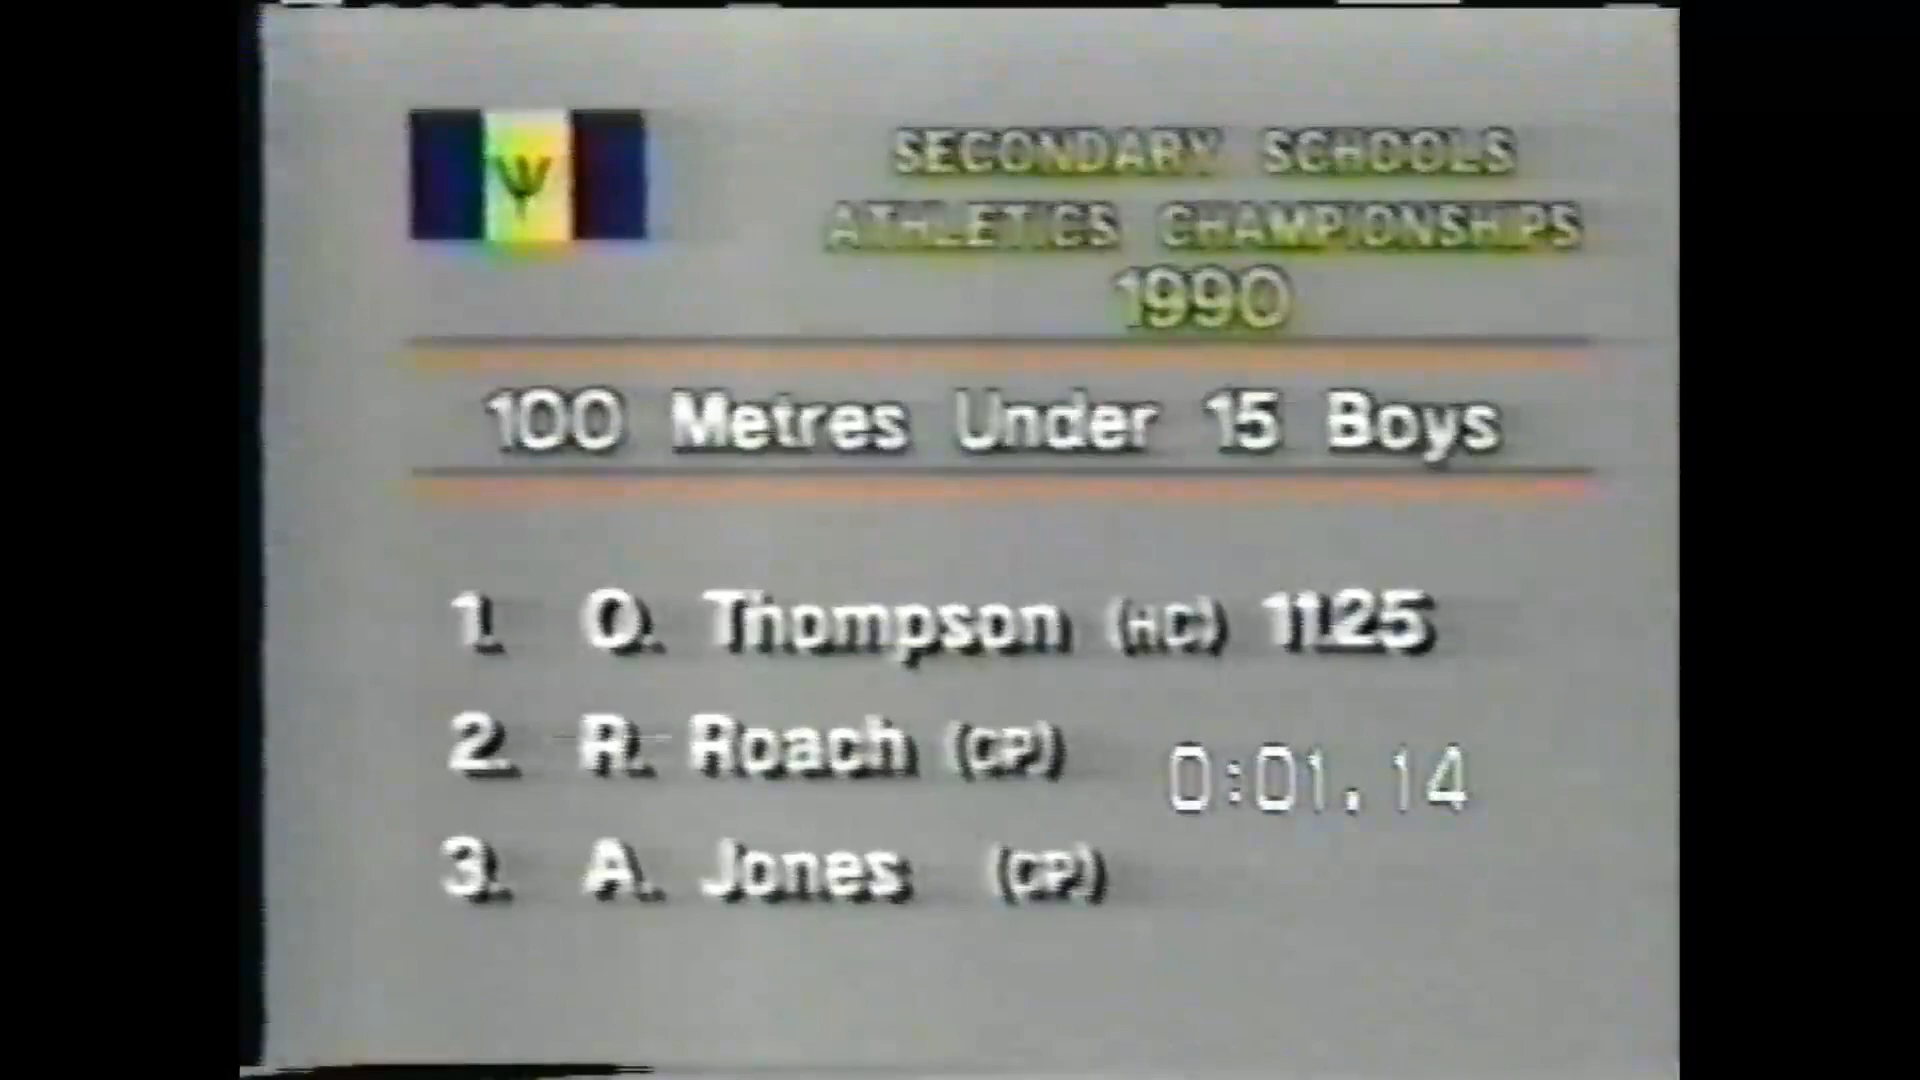 SECONDARY SCHOOLS
ATHLETICS CHAMPIONSHIPS
1990
100 Metres Under 15 Boys
1. O. Thompson (HC) 11.25
2. R. Roach (CP)
0:01.14
3. A. Jones (CP)